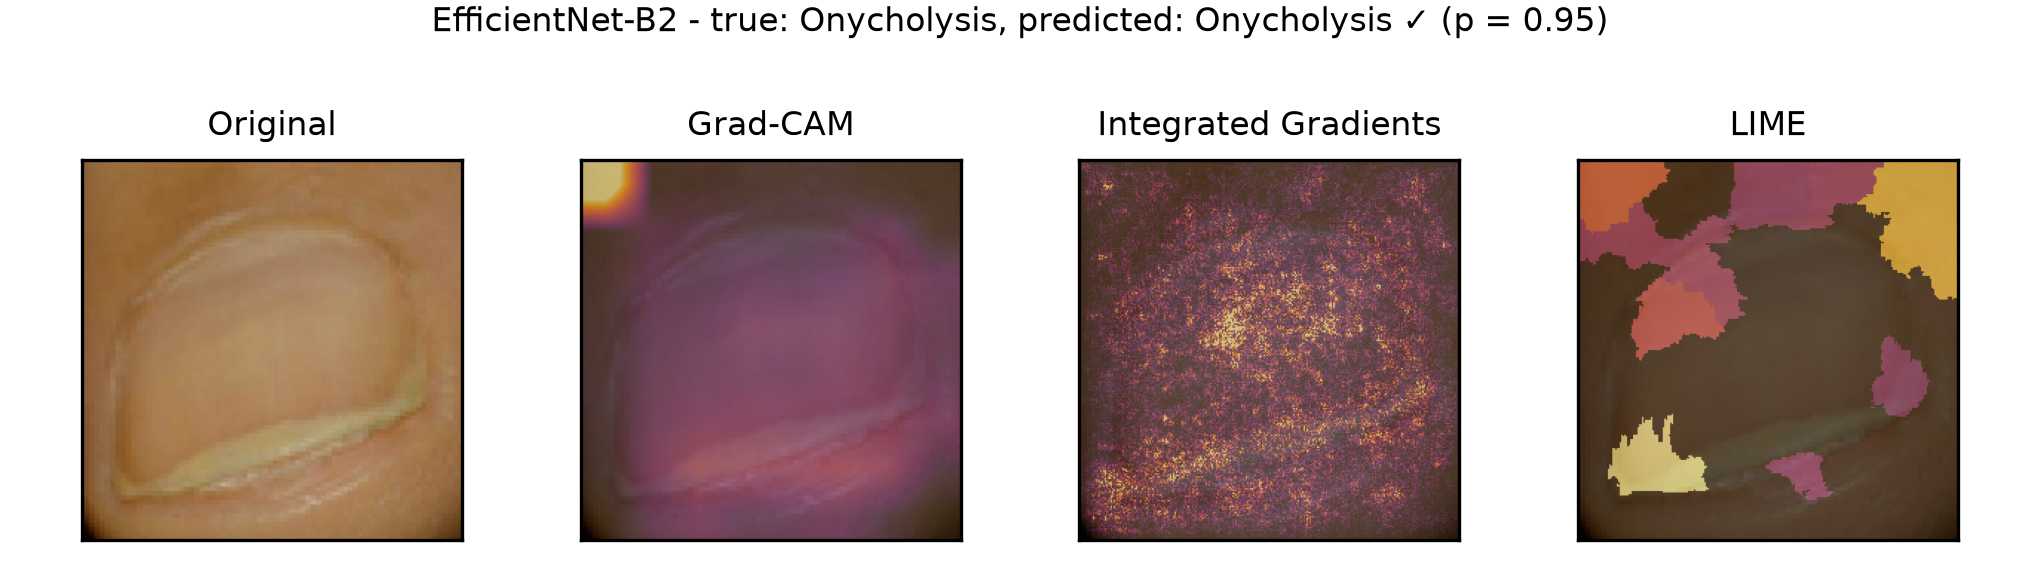 EfficientNet-B2 - true: Onycholysis, predicted: Onycholysis ✓ (p = 0.95)
Original
Grad-CAM
Integrated Gradients
LIME